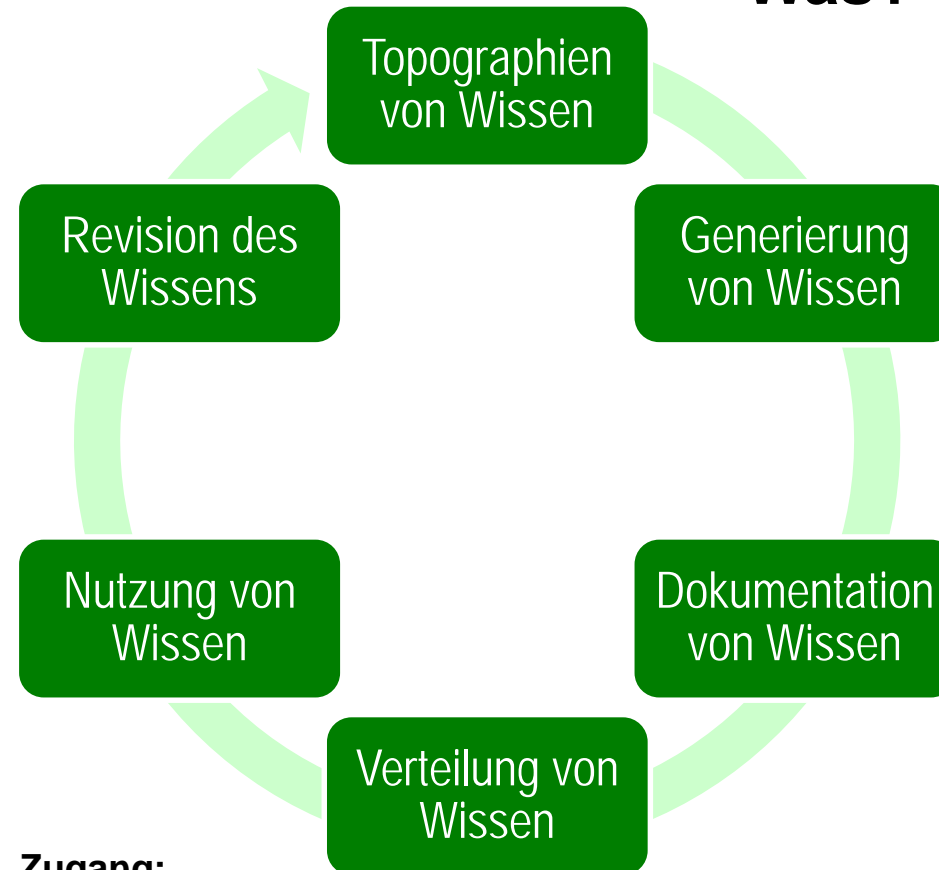 Was?
Topographien
von Wissen
Generierung
von Wissen
Dokumentation
von Wissen
Verteilung von
Wissen
Nutzung von
Wissen
Revision des
Wissens
Zugang: